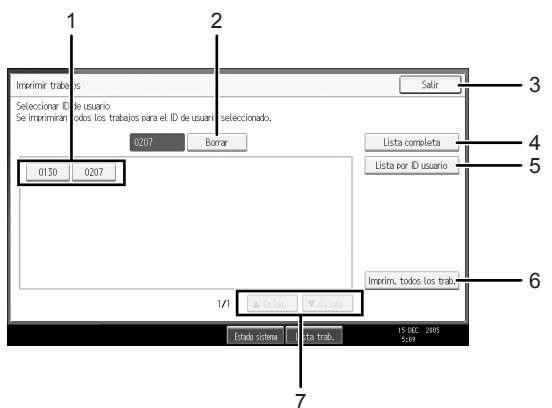 1
2
Imprimir trabajos
Salir
3
Seleccionar ID de usuario
Se imprimirán todos los trabajos para el ID de usuario seleccionado.
0207
Borrar
Lista completa
4
Lista por ID usuario
5
0130
0207
Imprim. todos los trab.
6
1/1
▲ Re.Pág.
▼Av.pág
Estado sistema
Lista trab.
15 DEC 2005
5:09
7